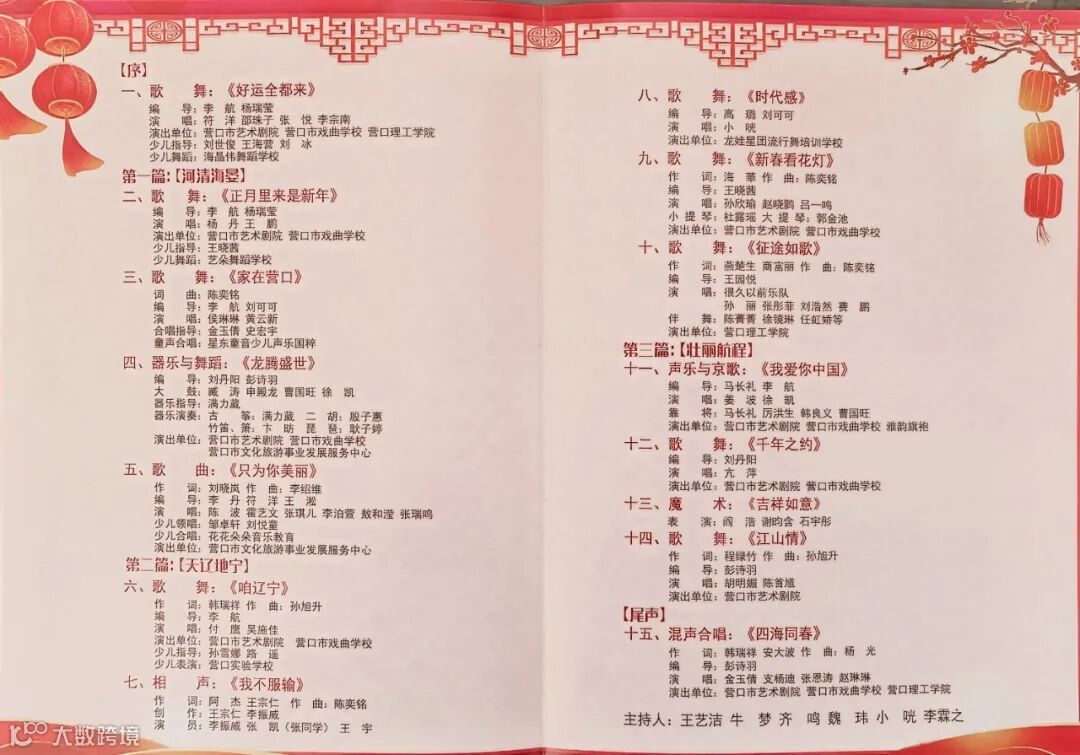 【序】
一、歌 舞：《好运全都来》
编 导：李 航 杨瑞莹
演 唱：符 洋 邵珠子 张 悦 李宗南
演出单位：营口市艺术剧院 营口市戏曲学校 营口理工学院
少儿指导：刘世俊 王海营 刘 冰
少儿舞蹈：海晶伟舞蹈学校
第一篇：【河清海晏】
二、歌 舞：《正月里来是新年》
编 导：李 航 杨瑞莹
演 唱：杨 丹 王 鹏
演出单位：营口市艺术剧院 营口市戏曲学校
少儿指导：王晓茜
少儿舞蹈：艺朵舞蹈学校
三、歌 舞：《家在营口》
词 曲：陈奕铭
编 导：李 航 刘可可
演 唱：侯琳琳 黄云新
合唱指导：金玉倩 史宏宇
童声合唱：星东童音少儿声乐国粹
四、器乐与舞蹈：《龙腾盛世》
编 导：刘丹阳 彭诗羽
大 鼓：臧 涛 申殿龙 曹国旺 徐 凯
器乐指导：满力葳
器乐演奏：古 筝：满力葳 二 胡：殷子惠
竹笛、箫：卞 昉 琵 琶：耿子婷
演出单位：营口市艺术剧院 营口市戏曲学校
营口市文化旅游事业发展服务中心
五、歌 曲：《只为你美丽》
作 词：刘晓岚 作 曲：李绍维
编 导：李 丹 符 洋 王 淞
演 唱：陈 波 霍艺文 张琪儿 李泊萱 敖和滢 张瑞鸣
少儿领唱：邹卓轩 刘悦童
少儿合唱：花花朵朵音乐教育
演出单位：营口市文化旅游事业发展服务中心
第二篇：【天辽地宁】
六、歌 舞：《咱辽宁》
作 词：韩瑞祥 作 曲：孙旭升
编 导：李 航
演 唱：付 鹰 吴施佳
演出单位：营口市艺术剧院 营口市戏曲学校
少儿指导：孙雪娜 路 遥
少儿表演：营口实验学校
七、相 声：《我不服输》
作 词：阿 杰 王宗仁 作 曲：陈奕铭
创 作：王宗仁 李振威
演 员：李振威 张 凯（张同学） 王 宇
大数跨境
八、歌 舞：《时代感》
编 导：高 璐 刘可可
演 唱：小 咣
演出单位：龙娃星团流行舞培训学校
九、歌 舞：《新春看花灯》
作 词：海 華 作 曲：陈奕铭
编 导：王晓茜
演 唱：孙欣瑜 赵晓鹏 吕一鸣
小 提 琴：杜露瑶 大 提 琴：郭金池
演出单位：营口市艺术剧院 营口市戏曲学校
十、歌 舞：《征途如歌》
作 词：燕楚生 商富丽 作 曲：陈奕铭
编 导：王园悦
演 唱：很久以前乐队
孙 丽 张彤菲 刘浩然 费 鹏
伴 舞：陈菁菁 徐镜琳 任虹娇等
演出单位：营口理工学院
第三篇：【壮丽航程】
十一、声乐与京歌：《我爱你中国》
编 导：马长礼 李 航
演 唱：姜 波 徐 凯
靠 将：马长礼 厉洪生 韩良义 曹国旺
演出单位：营口市艺术剧院 营口市戏曲学校 雅韵旗袍
十二、歌 舞：《千年之约》
编 导：刘丹阳
演 唱：亢 萍
演出单位：营口市艺术剧院 营口市戏曲学校
十三、魔 术：《吉祥如意》
表 演：阎 浩 谢昀含 石宇彤
十四、歌 舞：《江山情》
作 词：程绿竹 作 曲：孙旭升
编 导：彭诗羽
演 唱：胡明媚 陈首尴
演出单位：营口市艺术剧院
【尾声】
十五、混声合唱：《四海同春》
作 词：韩瑞祥 安大波 作 曲：杨 光
编 导：彭诗羽
演 唱：金玉倩 支杨迪 张恩涛 赵琳琳
演出单位：营口市艺术剧院 营口市戏曲学校 营口理工学院
主持人：王艺洁 牛 梦 齐 鸣 魏 玮 小 咣 李霖之